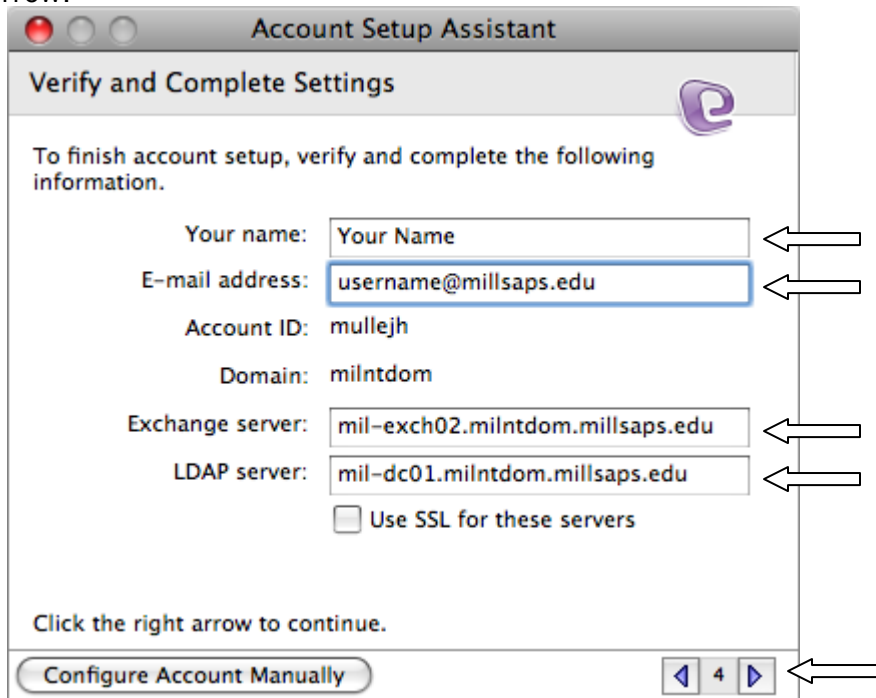 Account Setup Assistant
Verify and Complete Settings
To finish account setup, verify and complete the following
information.
Your name: Your Name
E-mail address: username@millsaps.edu
Account ID: mullejh
Domain: milntdom
Exchange server: mil-exch02.milntdom.millsaps.edu
LDAP server: mil-dc01.milntdom.millsaps.edu
Use SSL for these servers
Click the right arrow to continue.
Configure Account Manually 4